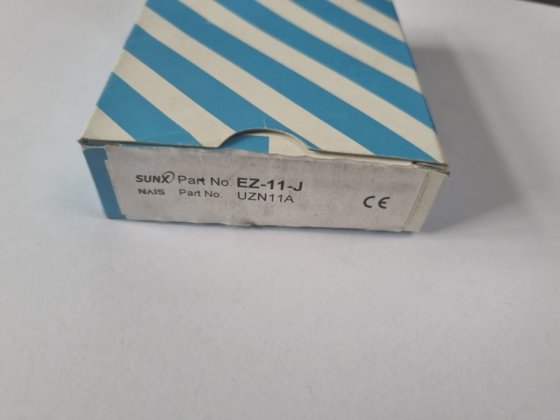 SUNX Part No. EZ-11-J
NAIS Part No. UZN11A
CE